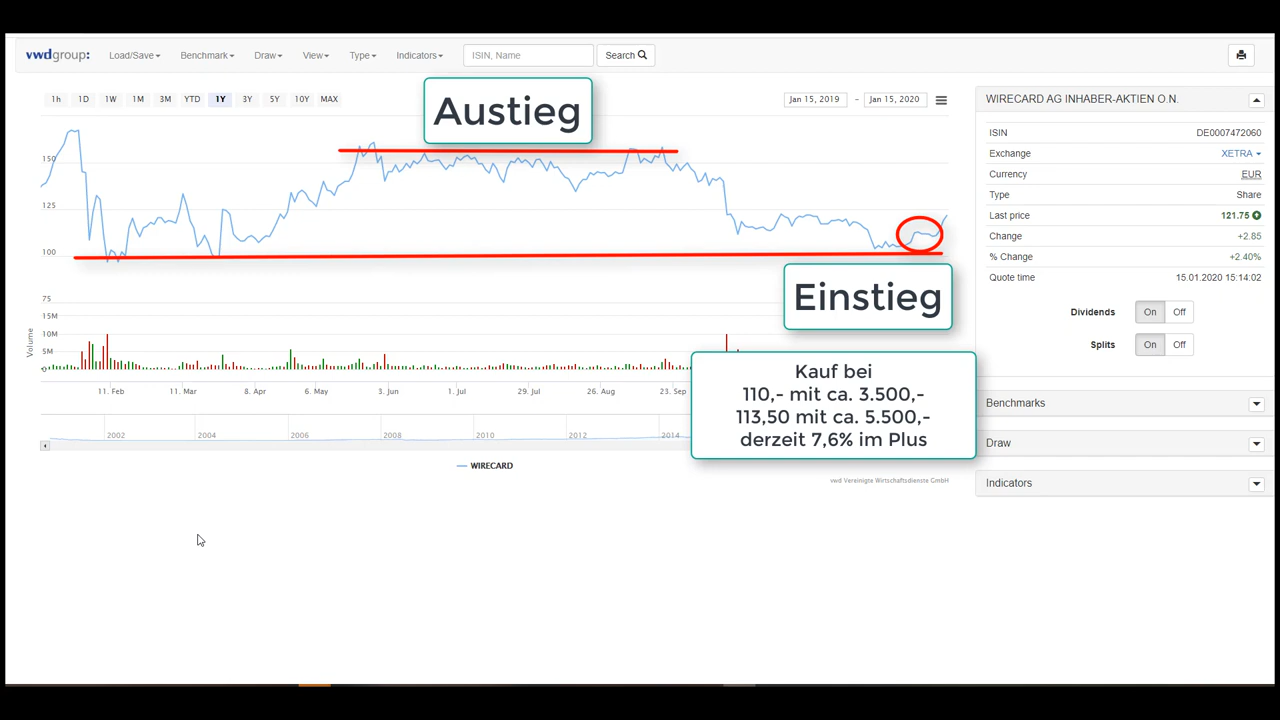 vwdgroup:
Load/Save
Benchmark
Draw
View
Type
Indicators
ISIN, Name
Search
1h 1D 1W 1M 3M YTD 1Y 3Y 5Y 10Y MAX
Austieg
Jan 15, 2019 - Jan 15, 2020
150
125
100
75
15M
10M
5M
0
Volume
11. Feb 11. Mar 8. Apr 6. May 3. Jun 1. Jul 29. Jul 26. Aug 23. Sep
2002 2004 2006 2008 2010 2012 2014
WIRECARD
vwd Vereinigte Wirtschaftsdienste GmbH
Einstieg
Kauf bei
110,- mit ca. 3.500,-
113,50 mit ca. 5.500,-
derzeit 7,6% im Plus
WIRECARD AG INHABER-AKTIEN O.N.
ISIN DE0007472060
Exchange XETRA
Currency EUR
Type Share
Last price 121.75
Change +2.85
% Change +2.40%
Quote time 15.01.2020 15:14:02
Dividends On Off
Splits On Off
Benchmarks
Draw
Indicators